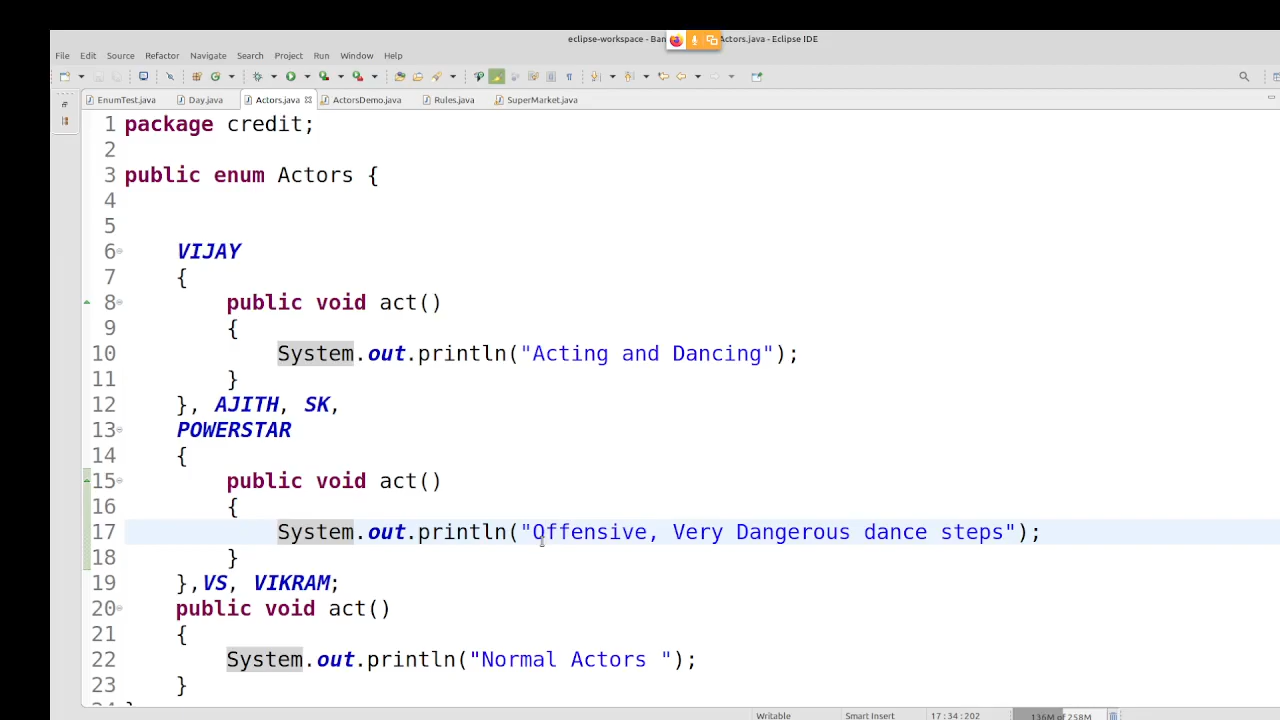 eclipse-workspace - Ban Actors.java - Eclipse IDE
File Edit Source Refactor Navigate Search Project Run Window Help
EnumTest.java Day.java Actors.java ActorsDemo.java Rules.java SuperMarket.java
1 package credit;
2
3 public enum Actors {
4
5
6 VIJAY
7 {
8 public void act()
9 {
10 System.out.println("Acting and Dancing");
11 }
12 }, AJITH, SK,
13 POWERSTAR
14 {
15 public void act()
16 {
17 System.out.println("Offensive, Very Dangerous dance steps");
18 }
19 },VS, VIKRAM;
20 public void act()
21 {
22 System.out.println("Normal Actors ");
23 }
Writable Smart Insert 17:34:202 136M of 258M